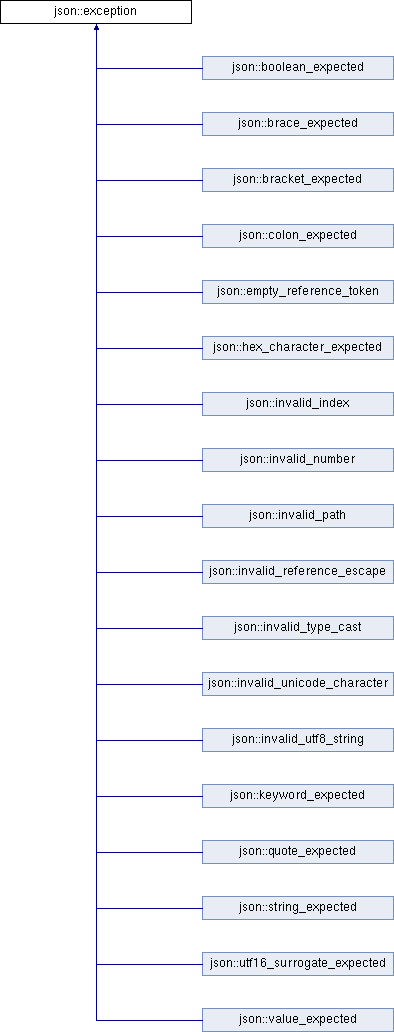 json::exception
json::boolean_expected
json::brace_expected
json::bracket_expected
json::colon_expected
json::empty_reference_token
json::hex_character_expected
json::invalid_index
json::invalid_number
json::invalid_path
json::invalid_reference_escape
json::invalid_type_cast
json::invalid_unicode_character
json::invalid_utf8_string
json::keyword_expected
json::quote_expected
json::string_expected
json::utf16_surrogate_expected
json::value_expected